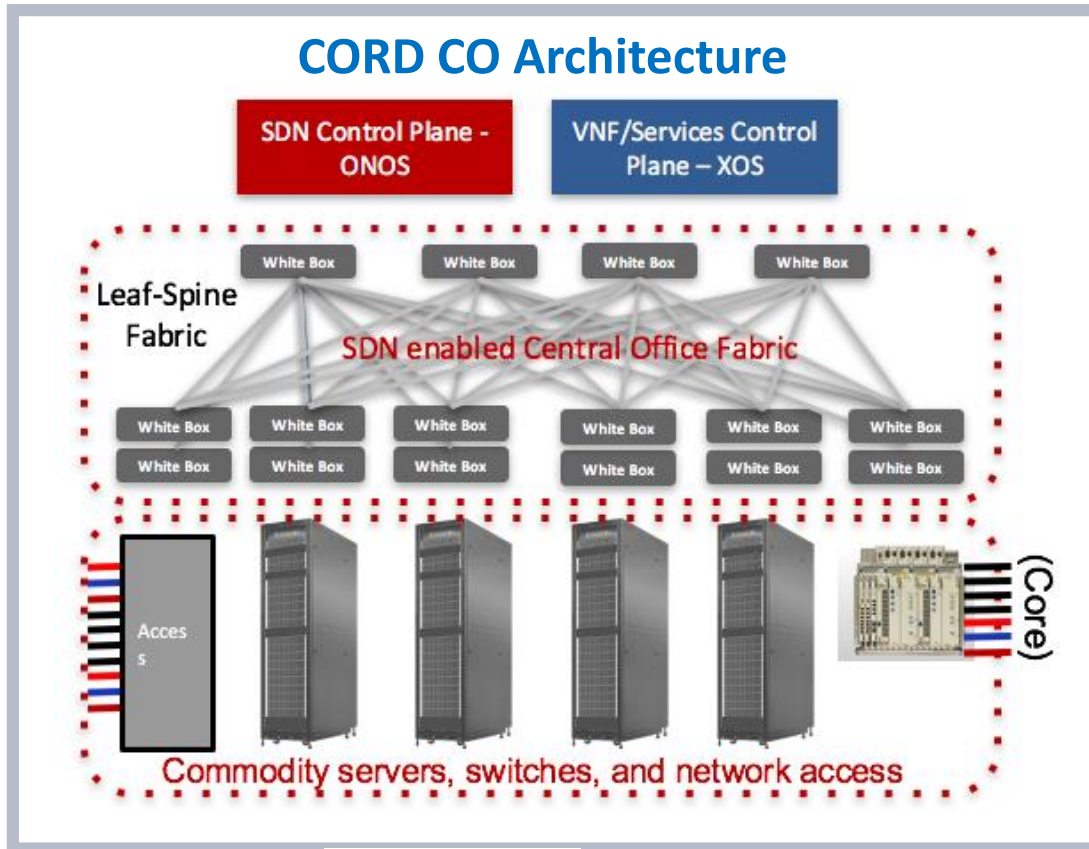 CORD CO Architecture
SDN Control Plane -
ONOS
VNF/Services Control
Plane – XOS
White Box White Box White Box White Box
Leaf-Spine
Fabric
SDN enabled Central Office Fabric
White Box White Box White Box White Box White Box White Box
White Box White Box White Box White Box White Box White Box
Acces
s
(Core)
Commodity servers, switches, and network access